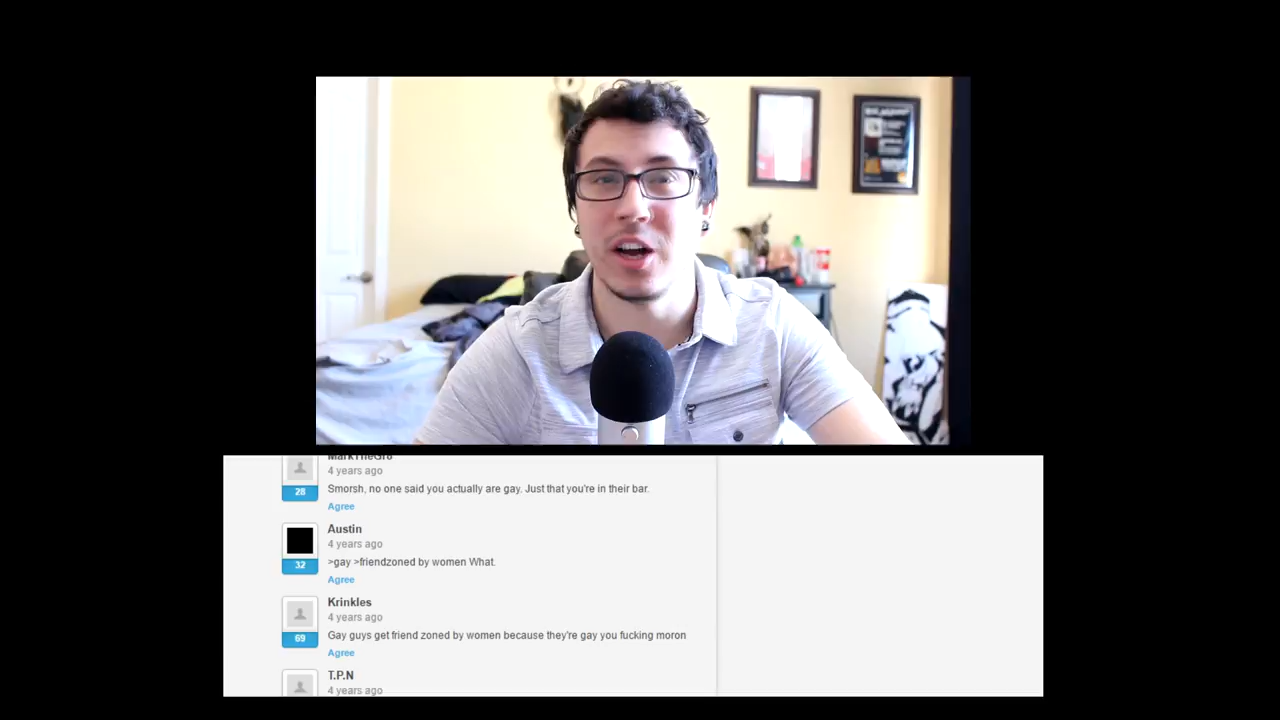 MarkTheGr8
4 years ago
28
Smorsh, no one said you actually are gay. Just that you're in their bar.
Agree
Austin
4 years ago
32
>gay >friendzoned by women What.
Agree
Krinkles
4 years ago
69
Gay guys get friend zoned by women because they're gay you fucking moron
Agree
T.P.N
4 years ago